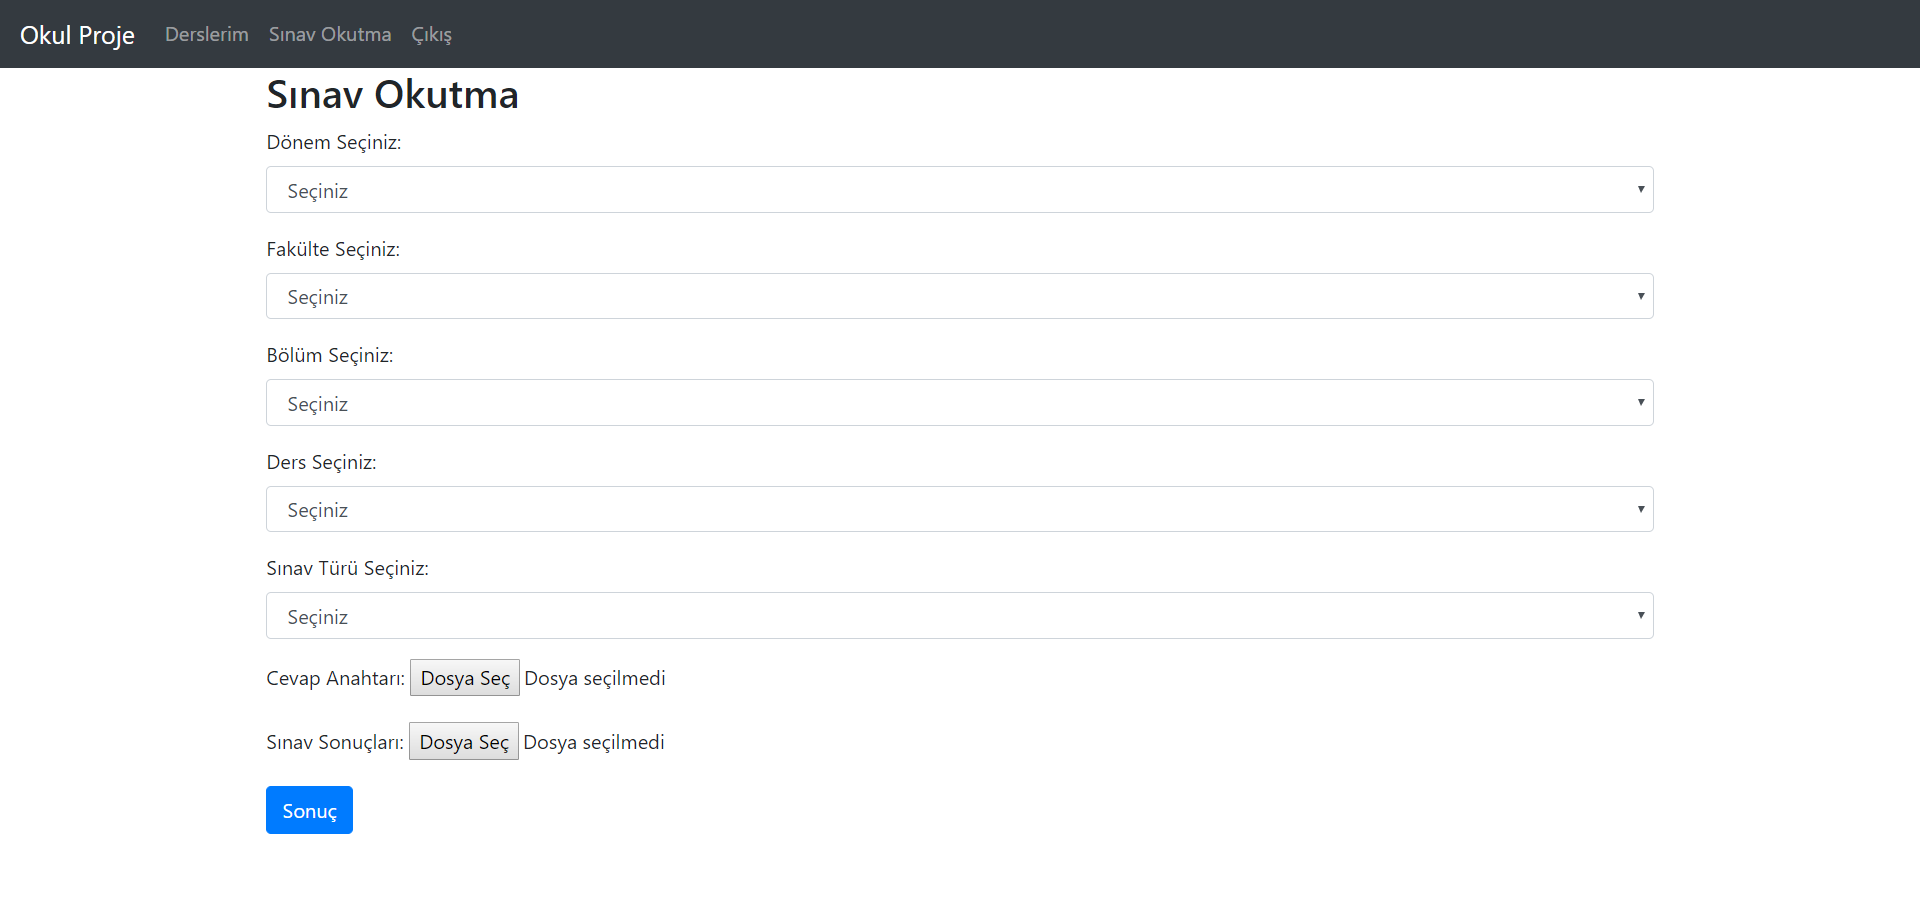 Okul Proje Derslerim Sınav Okutma Çıkış
Sınav Okutma
Dönem Seçiniz:
Seçiniz
Fakülte Seçiniz:
Seçiniz
Bölüm Seçiniz:
Seçiniz
Ders Seçiniz:
Seçiniz
Sınav Türü Seçiniz:
Seçiniz
Cevap Anahtarı: Dosya Seç Dosya seçilmedi
Sınav Sonuçları: Dosya Seç Dosya seçilmedi
Sonuç